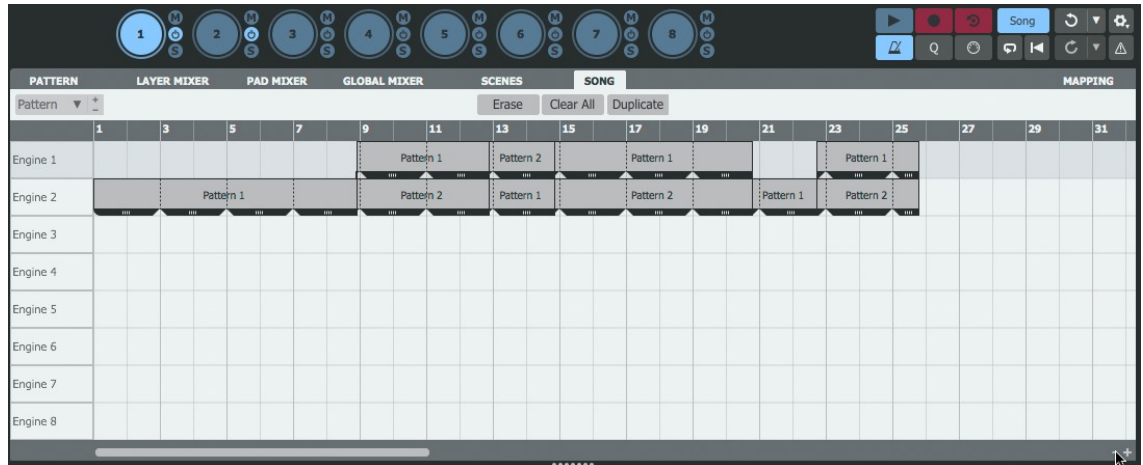 1 M S 2 M S 3 M S 4 M S 5 M S 6 M S 7 M S 8 M S Song
Q
PATTERN LAYER MIXER PAD MIXER GLOBAL MIXER SCENES SONG MAPPING
Pattern + - Erase Clear All Duplicate
1 3 5 7 9 11 13 15 17 19 21 23 25 27 29 31
Engine 1 Pattern 1 Pattern 2 Pattern 1 Pattern 1
Engine 2 Pattern 1 Pattern 2 Pattern 1 Pattern 2 Pattern 1 Pattern 2
Engine 3
Engine 4
Engine 5
Engine 6
Engine 7
Engine 8